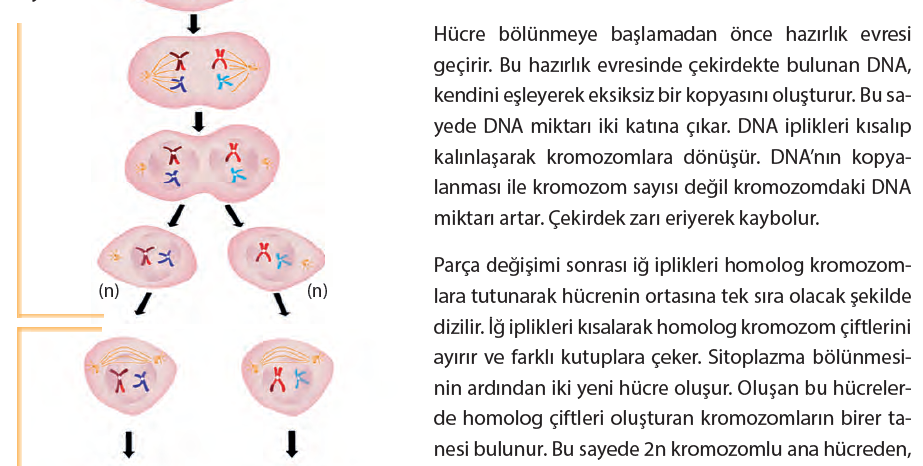 Hücre bölünmeye başlamadan önce hazırlık evresi
geçirir. Bu hazırlık evresinde çekirdekte bulunan DNA,
kendini eşleyerek eksiksiz bir kopyasını oluşturur. Bu sa-
yede DNA miktarı iki katına çıkar. DNA iplikleri kısalıp
kalınlaşarak kromozomlara dönüşür. DNA’nın kopya-
lanması ile kromozom sayısı değil kromozomdaki DNA
miktarı artar. Çekirdek zarı eriyerek kaybolur.
Parça değişimi sonrası iğ iplikleri homolog kromozom-
lara tutunarak hücrenin ortasına tek sıra olacak şekilde
dizilir. İğ iplikleri kısalarak homolog kromozom çiftlerini
ayırır ve farklı kutuplara çeker. Sitoplazma bölünmesi-
nin ardından iki yeni hücre oluşur. Oluşan bu hücreler-
de homolog çiftleri oluşturan kromozomların birer ta-
nesi bulunur. Bu sayede 2n kromozomlu ana hücreden,
(n)
(n)